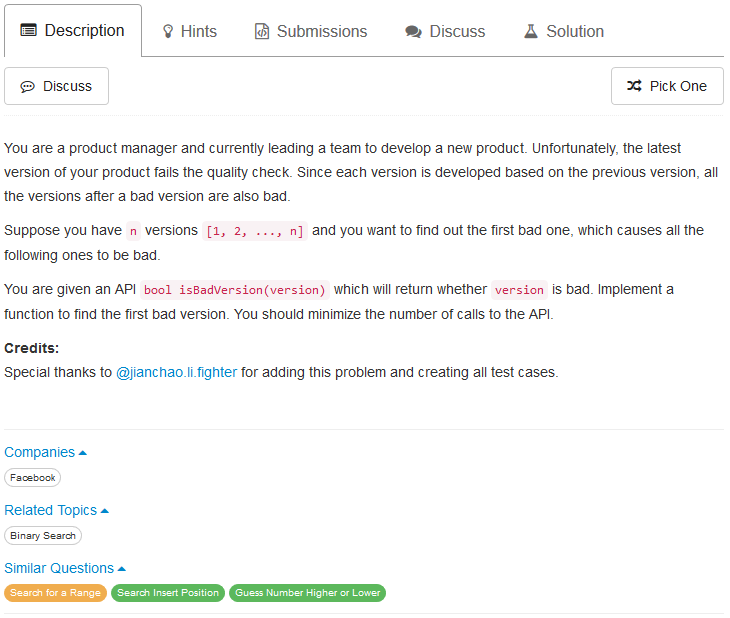 Description Hints Submissions Discuss Solution
Discuss Pick One
You are a product manager and currently leading a team to develop a new product. Unfortunately, the latest
version of your product fails the quality check. Since each version is developed based on the previous version, all
the versions after a bad version are also bad.
Suppose you have n versions [1, 2, ..., n] and you want to find out the first bad one, which causes all the
following ones to be bad.
You are given an API bool isBadVersion(version) which will return whether version is bad. Implement a
function to find the first bad version. You should minimize the number of calls to the API.
Credits:
Special thanks to @jianchao.li.fighter for adding this problem and creating all test cases.
Companies
Facebook
Related Topics
Binary Search
Similar Questions
Search for a Range Search Insert Position Guess Number Higher or Lower